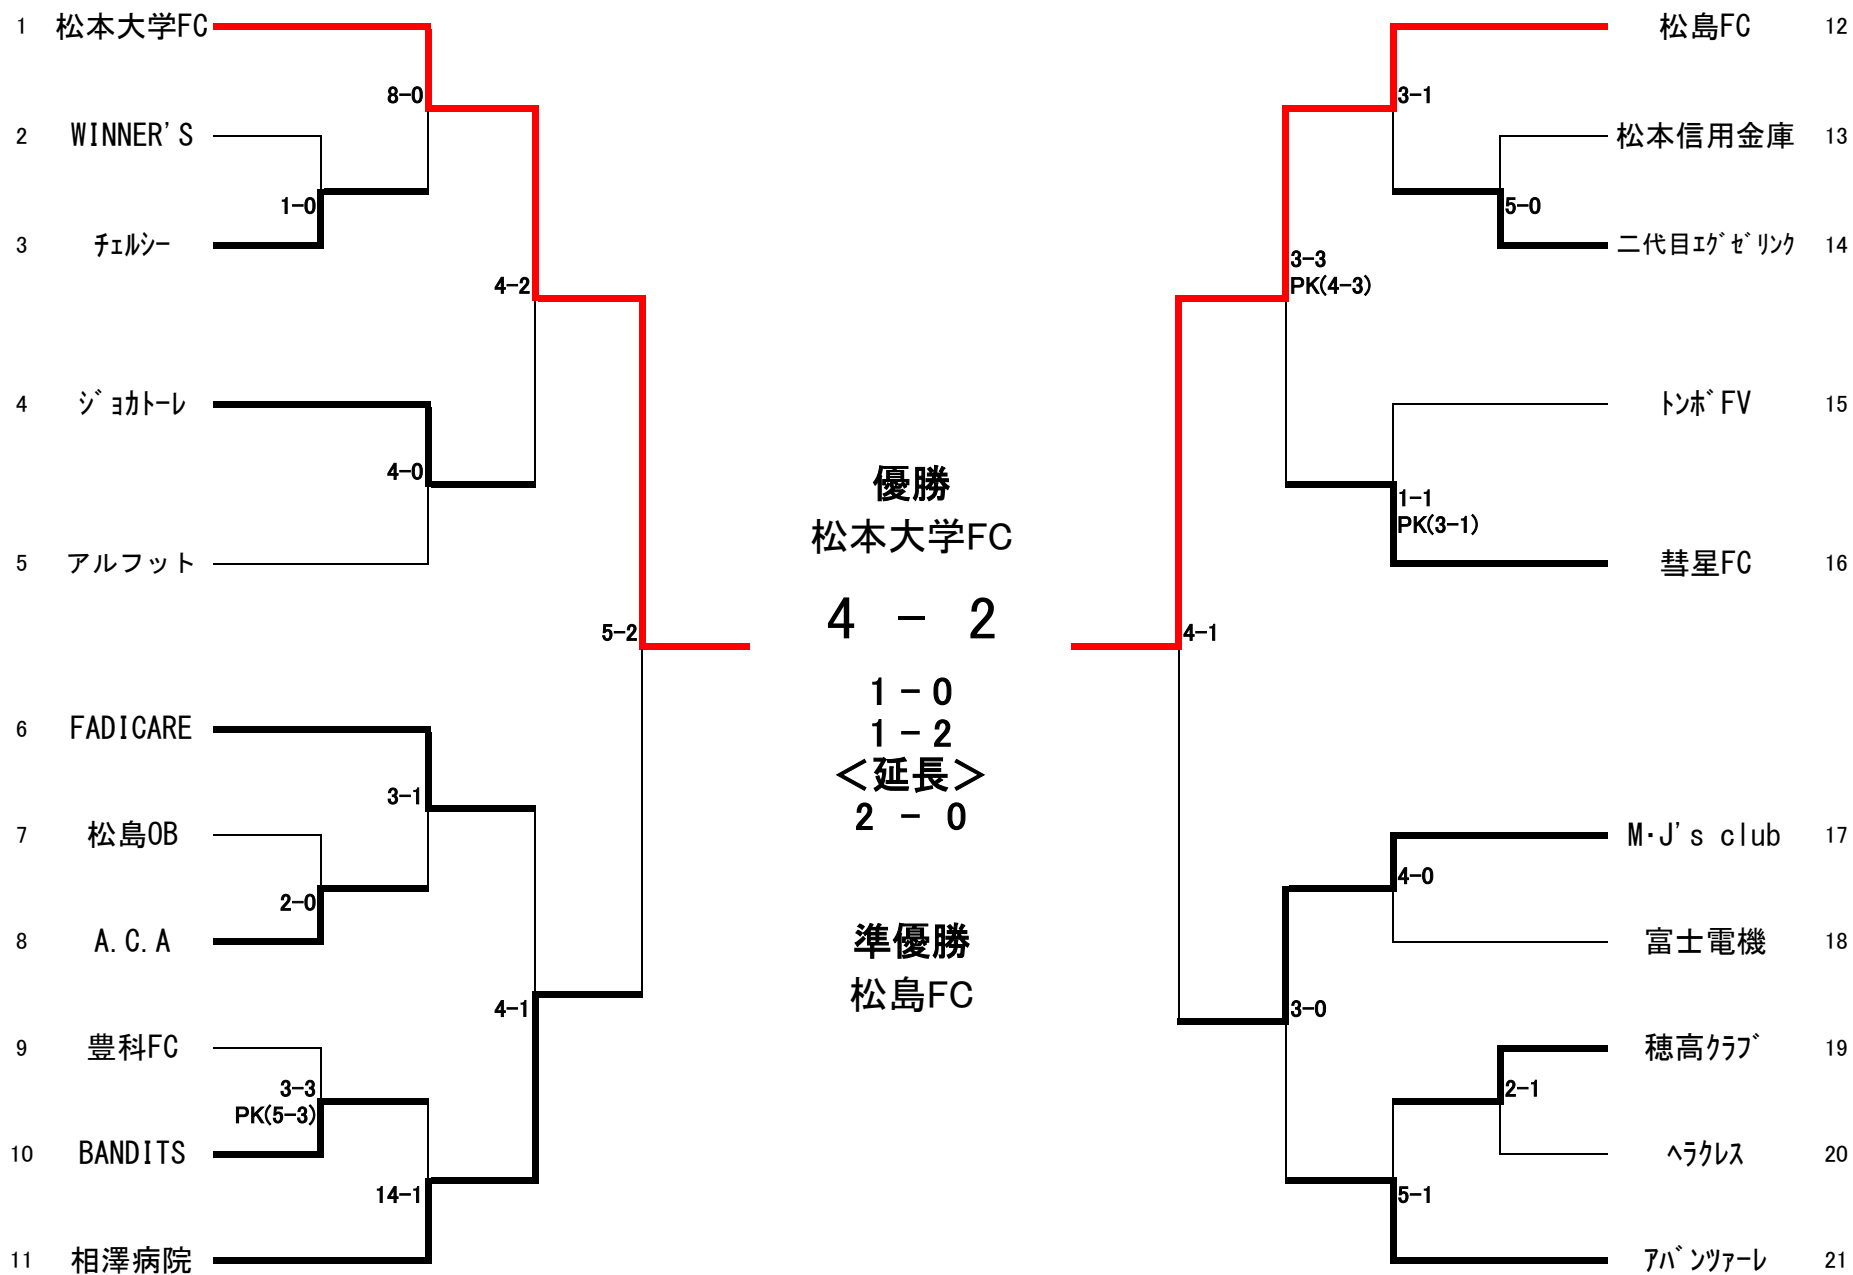 1 松本大学FC
8-0
2 WINNER'S
1-0
3 ﾁｪﾙｼｰ
4-2
4 ｼﾞｮｶﾄｰﾚ
4-0
5 アルフット
5-2
6 FADICARE
3-1
7 松島OB
2-0
8 A.C.A
4-1
9 豊科FC
3-3
PK(5-3)
10 BANDITS
14-1
11 相澤病院
優勝
松本大学FC
4 - 2
1 - 0
1 - 2
＜延長＞
2 - 0
準優勝
松島FC
松島FC 12
3-1
松本信用金庫 13
5-0
二代目ｴｸﾞｾﾞﾘﾝｸ 14
3-3
PK(4-3)
ﾄﾝﾎﾞFV 15
1-1
PK(3-1)
彗星FC 16
4-1
M・J's club 17
4-0
富士電機 18
3-0
穂高ｸﾗﾌﾞ 19
2-1
ﾍﾗｸﾚｽ 20
5-1
ｱﾊﾞﾝﾂｧｰﾚ 21